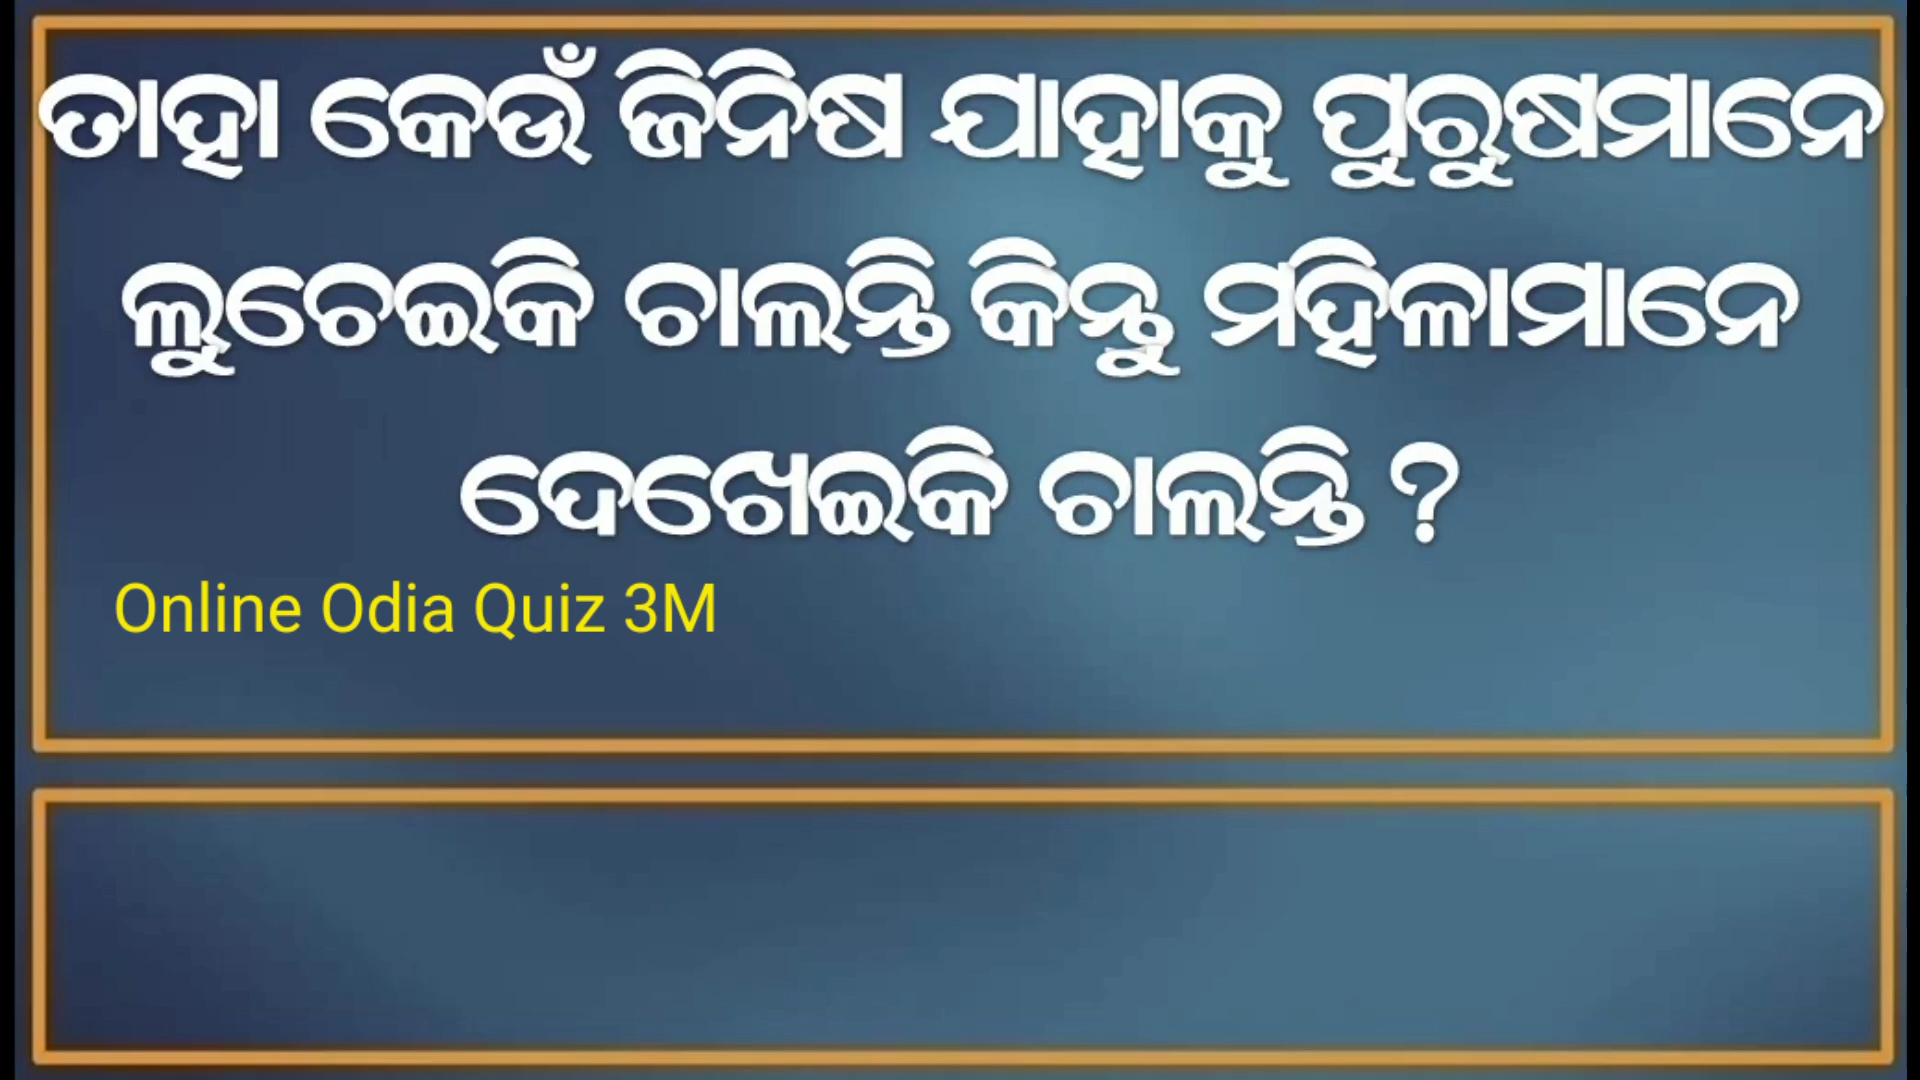 ତାହା କେଉଁ ଜିନିଷ ଯାହାକୁ ପୁରୁଷମାନେ
ଲୁଚେଇକି ଚାଲନ୍ତି କିନ୍ତୁ ମହିଳାମାନେ
ଦେଖେଇକି ଚାଲନ୍ତି ?
Online Odia Quiz 3M